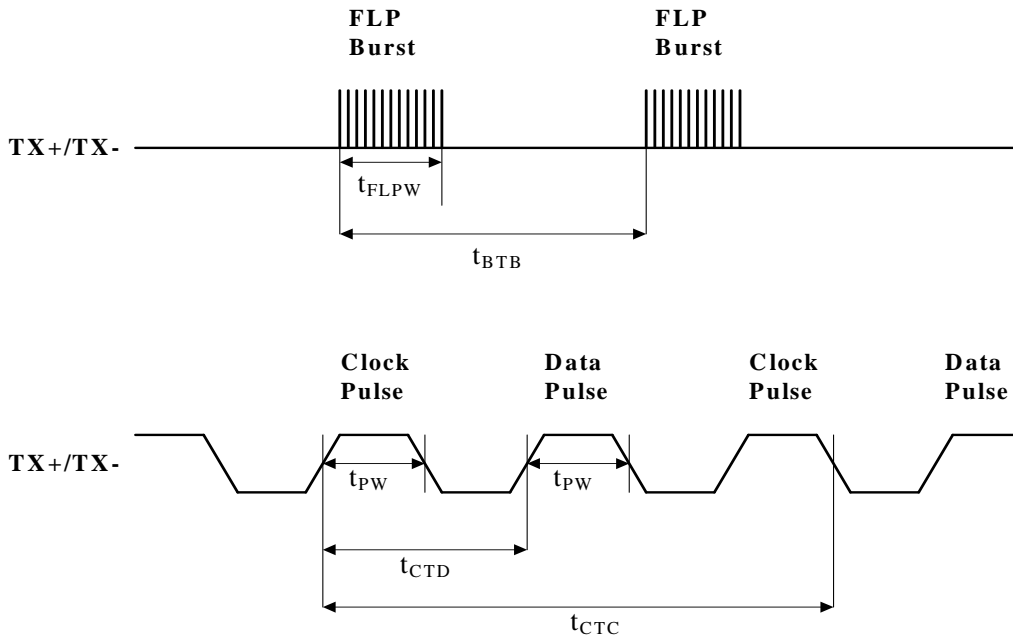 FLP
Burst
FLP
Burst
TX+/TX-
tFLPW
tBTB
Clock
Pulse
Data
Pulse
Clock
Pulse
Data
Pulse
TX+/TX-
tPW
tPW
tCTD
tCTC